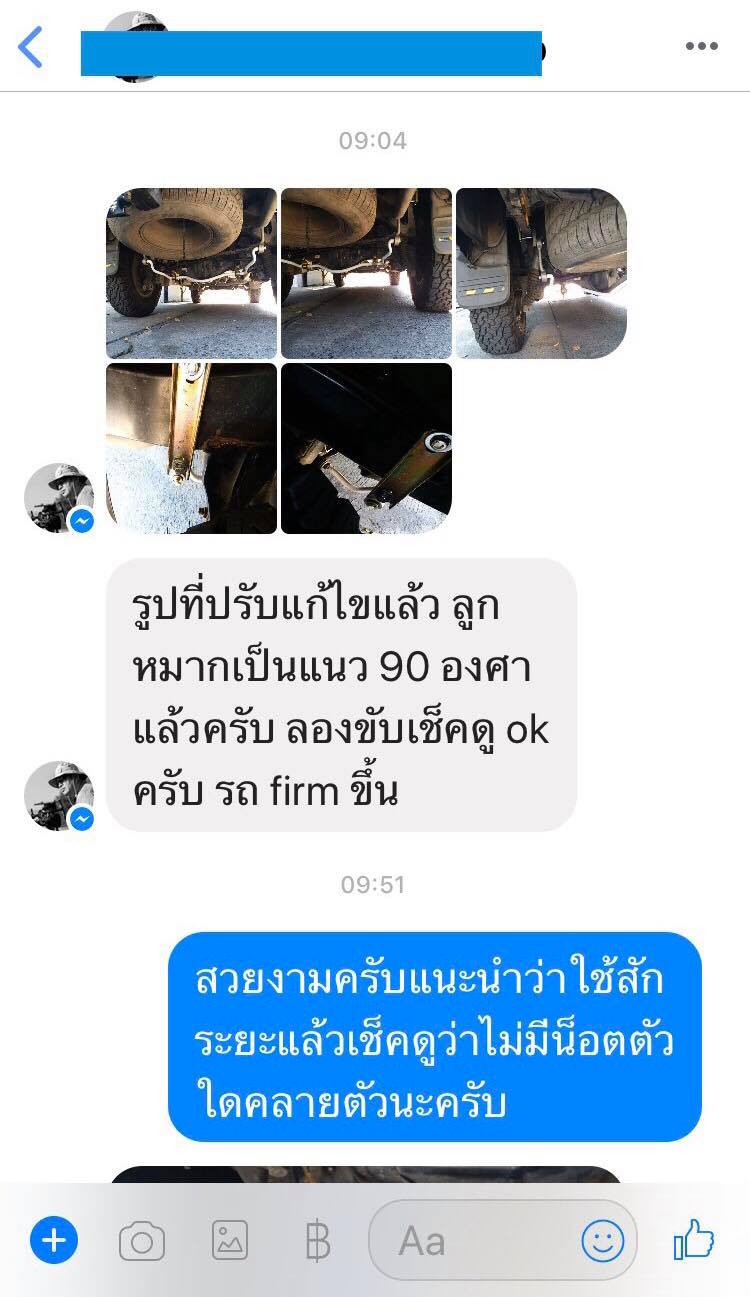 09:04
รูปที่ปรับแก้ไขแล้ว ลูก
หมากเป็นแนว 90 องศา
แล้วครับ ลองขับเช็คดู ok
ครับ รถ firm ขึ้น
09:51
สวยงามครับแนะนำว่าใช้สัก
ระยะแล้วเช็คดูว่าไม่มีน็อตตัว
ใดคลายตัวนะครับ
Aa